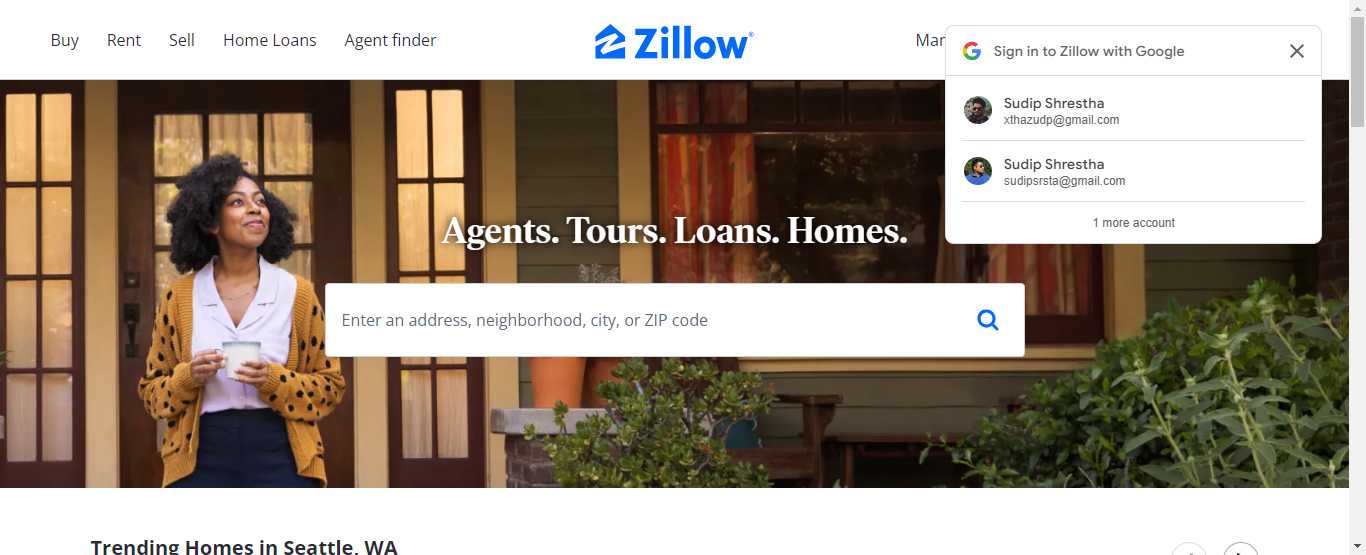 Buy Rent Sell Home Loans Agent finder
Zillow®
Sign in to Zillow with Google
Sudip Shrestha
xthazudp@gmail.com
Sudip Shrestha
sudipsrsta@gmail.com
1 more account
Agents. Tours. Loans. Homes.
Enter an address, neighborhood, city, or ZIP code
Trending Homes in Seattle, WA